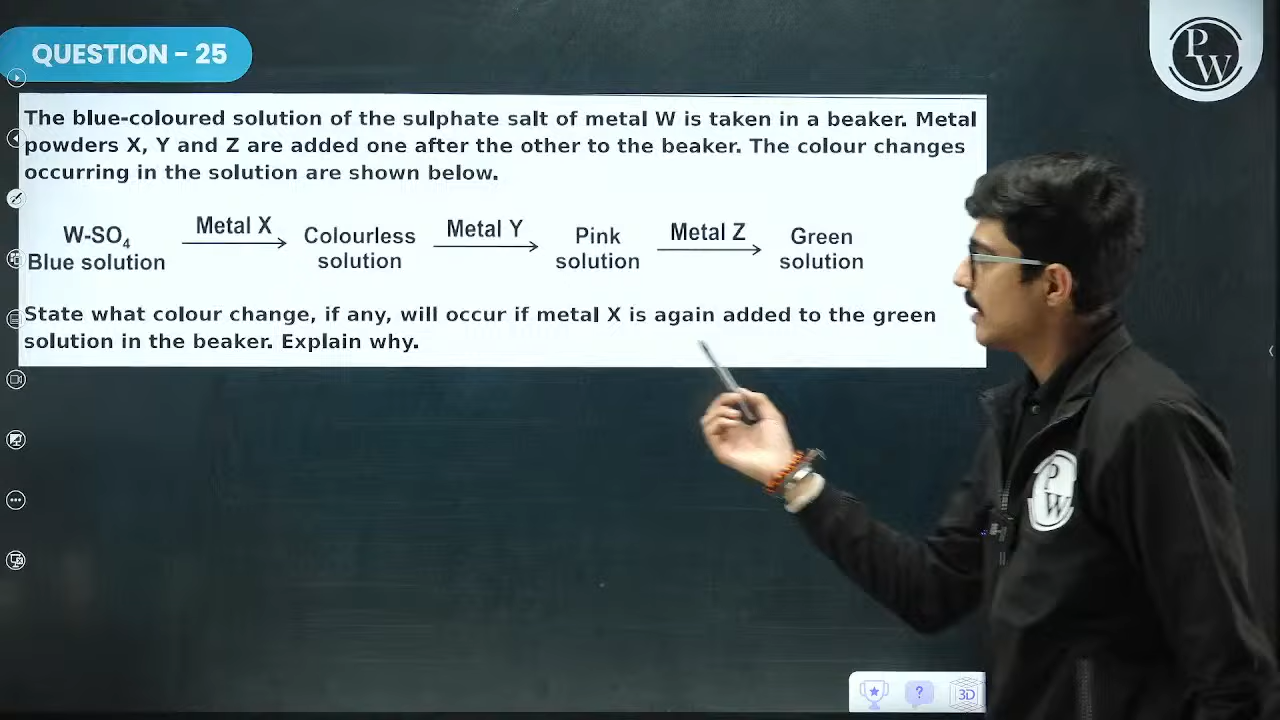 QUESTION - 25
PW
The blue-coloured solution of the sulphate salt of metal W is taken in a beaker. Metal
powders X, Y and Z are added one after the other to the beaker. The colour changes
occurring in the solution are shown below.
W-SO₄
Blue solution
Metal X
Colourless
solution
Metal Y
Pink
solution
Metal Z
Green
solution
State what colour change, if any, will occur if metal X is again added to the green
solution in the beaker. Explain why.
PW
?
3D